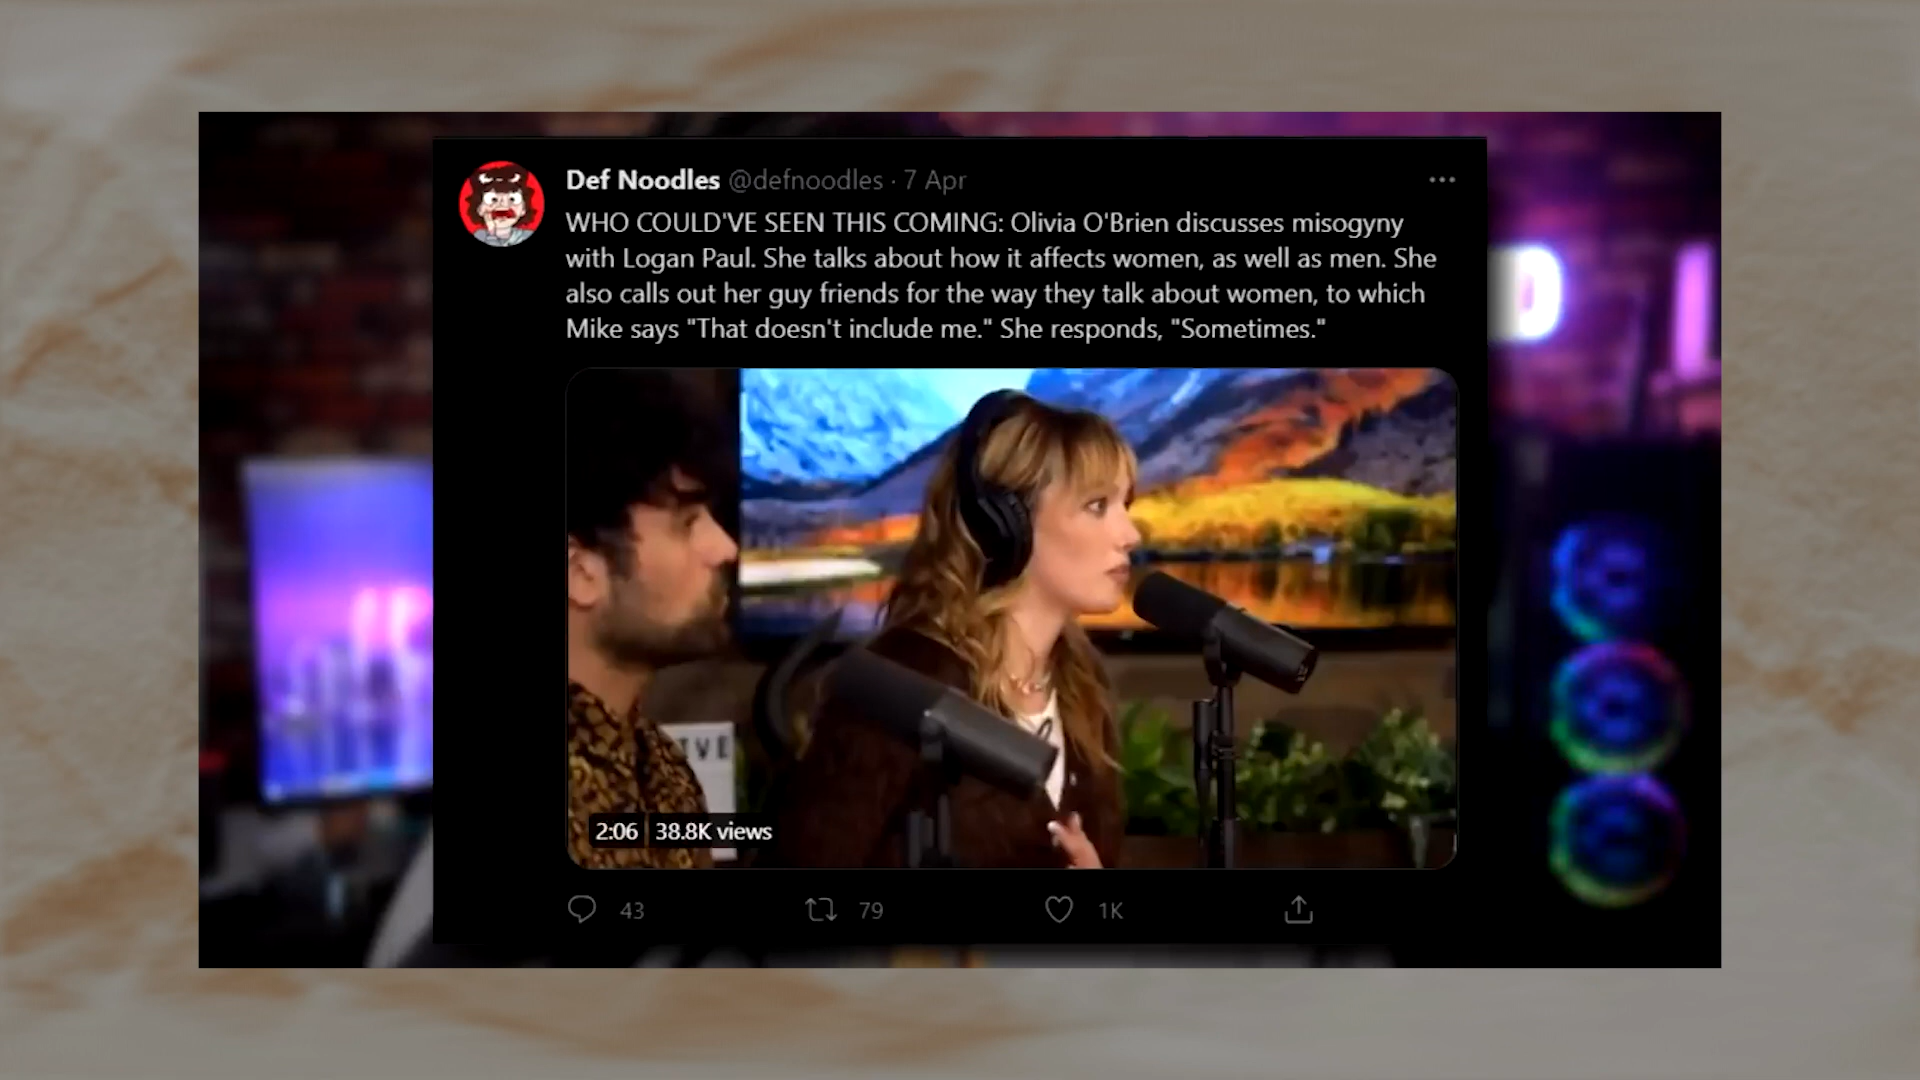 Def Noodles @defnoodles · 7 Apr
WHO COULD'VE SEEN THIS COMING: Olivia O'Brien discusses misogyny
with Logan Paul. She talks about how it affects women, as well as men. She
also calls out her guy friends for the way they talk about women, to which
Mike says "That doesn't include me." She responds, "Sometimes."
TVE
2:06 38.8K views
43 79 1K